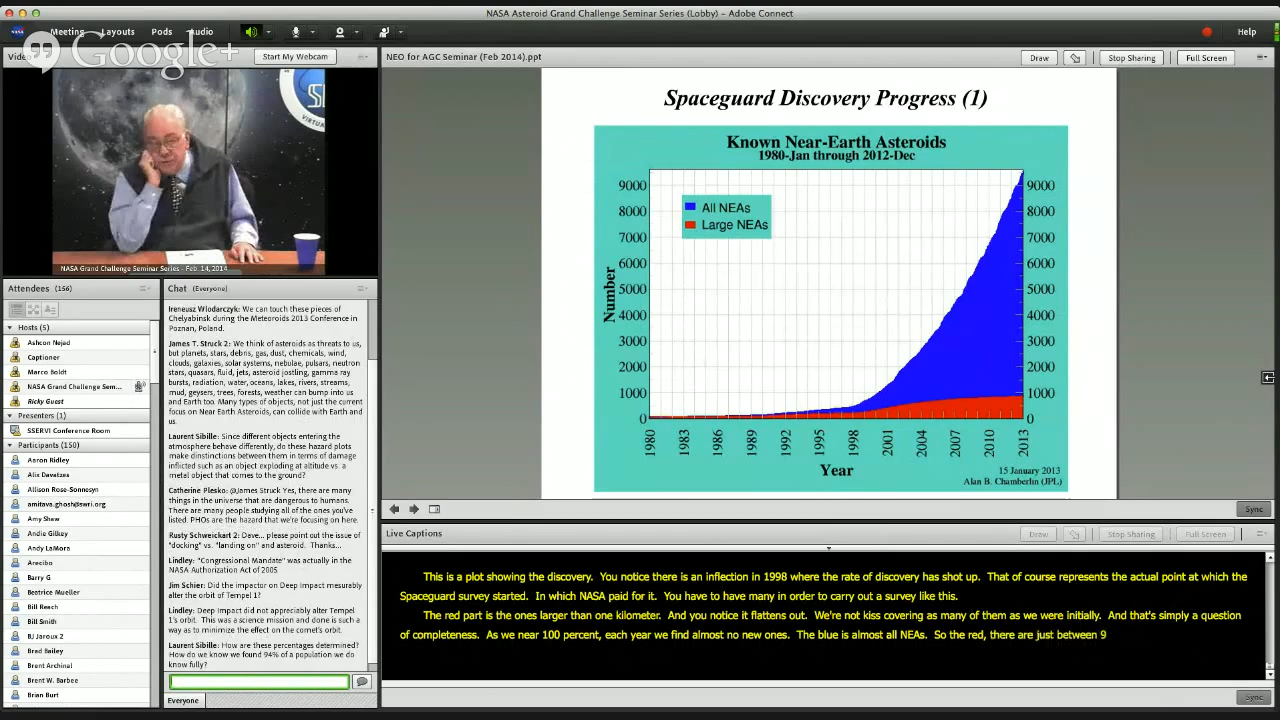 NASA Asteroid Grand Challenge Seminar Series (Lobby) - Adobe Connect
Meeting Layouts Pods Audio
Help
Google+
Start My Webcam
NASA Grand Challenge Seminar Series - Feb. 14, 2014
Attendees (156)
Hosts (5)
Ashcon Nejad
Captioner
Marco Boldt
NASA Grand Challenge Sem...
Ricky Guest
Presenters (1)
SSERVI Conference Room
Participants (150)
Aaron Ridley
Alix Davatzes
Allison Rose-Sonnesyn
amitava.ghosh@swri.org
Amy Shaw
Andie Gilkey
Andy LaMora
Arecibo
Barry G
Beatrice Mueller
Bill Reach
Bill Smith
BJ Jaroux 2
Brad Bailey
Brent Archinal
Brent W. Barbee
Brian Burt
Chat (Everyone)
Ireneusz Wlodarczyk: We can touch these pieces of
Chelyabinsk during the Meteoroids 2013 Conference in
Poznan, Poland.
James T. Struck 2: We think of asteroids as threats to us,
but planets, stars, debris, gas, dust, chemicals, wind,
clouds, galaxies, solar systems, nebulae, pulsars, neutron
stars, quasars, fluid, jets, asteroid jostling, gamma ray
bursts, radiation, water, oceans, lakes, rivers, streams,
mud, geysers, trees, forests, weather can bump into us
and Earth too. Many types of objects, not just the current
focus on Near Earth Asteroids, can collide with Earth and
us.
Laurent Sibille: Since different objects entering the
atmosphere behave differently, do these hazard plots
make dinstinctions between them in terms of damage
inflicted such as an object exploding at altitude vs. a
metal object that comes to the ground?
Catherine Plesko: @James Struck Yes, there are many
things in the universe that are dangerous to humans.
There are many people studying all of the ones you've
listed. PHOs are the hazard that we're focusing on here.
Rusty Schweickart 2: Dave... please point out the issue of
"docking" vs. "landing on" and asteroid. Thanks...
Lindley: "Congressional Mandate" was actually in the
NASA Authorization Act of 2005
Jim Schier: Did the impactor on Deep Impact mesurably
alter the orbit of Tempel 1?
Lindley: Deep Impact did not appreciably alter Tempel
1's orbit. This was a science mission and done is such a
way as to minimize the effect on the comet's orbit.
Laurent Sibille: How are these percentages determined?
How do we know we found 94% of a population we do
know fully?
Everyone
NEO for AGC Seminar (Feb 2014).ppt
Draw
Stop Sharing
Full Screen
Spaceguard Discovery Progress (1)
Known Near-Earth Asteroids
1980-Jan through 2012-Dec
All NEAs
Large NEAs
Number
9000
8000
7000
6000
5000
4000
3000
2000
1000
0
9000
8000
7000
6000
5000
4000
3000
2000
1000
0
1980 1983 1986 1989 1992 1995 1998 2001 2004 2007 2010 2013
Year
15 January 2013
Alan B. Chamberlin (JPL)
Sync
Live Captions
Draw
Stop Sharing
Full Screen
This is a plot showing the discovery. You notice there is an inflection in 1998 where the rate of discovery has shot up. That of course represents the actual point at which the
Spaceguard survey started. In which NASA paid for it. You have to have many in order to carry out a survey like this.
The red part is the ones larger than one kilometer. And you notice it flattens out. We're not kiss covering as many of them as we were initially. And that's simply a question
of completeness. As we near 100 percent, each year we find almost no new ones. The blue is almost all NEAs. So the red, there are just between 9
Sync